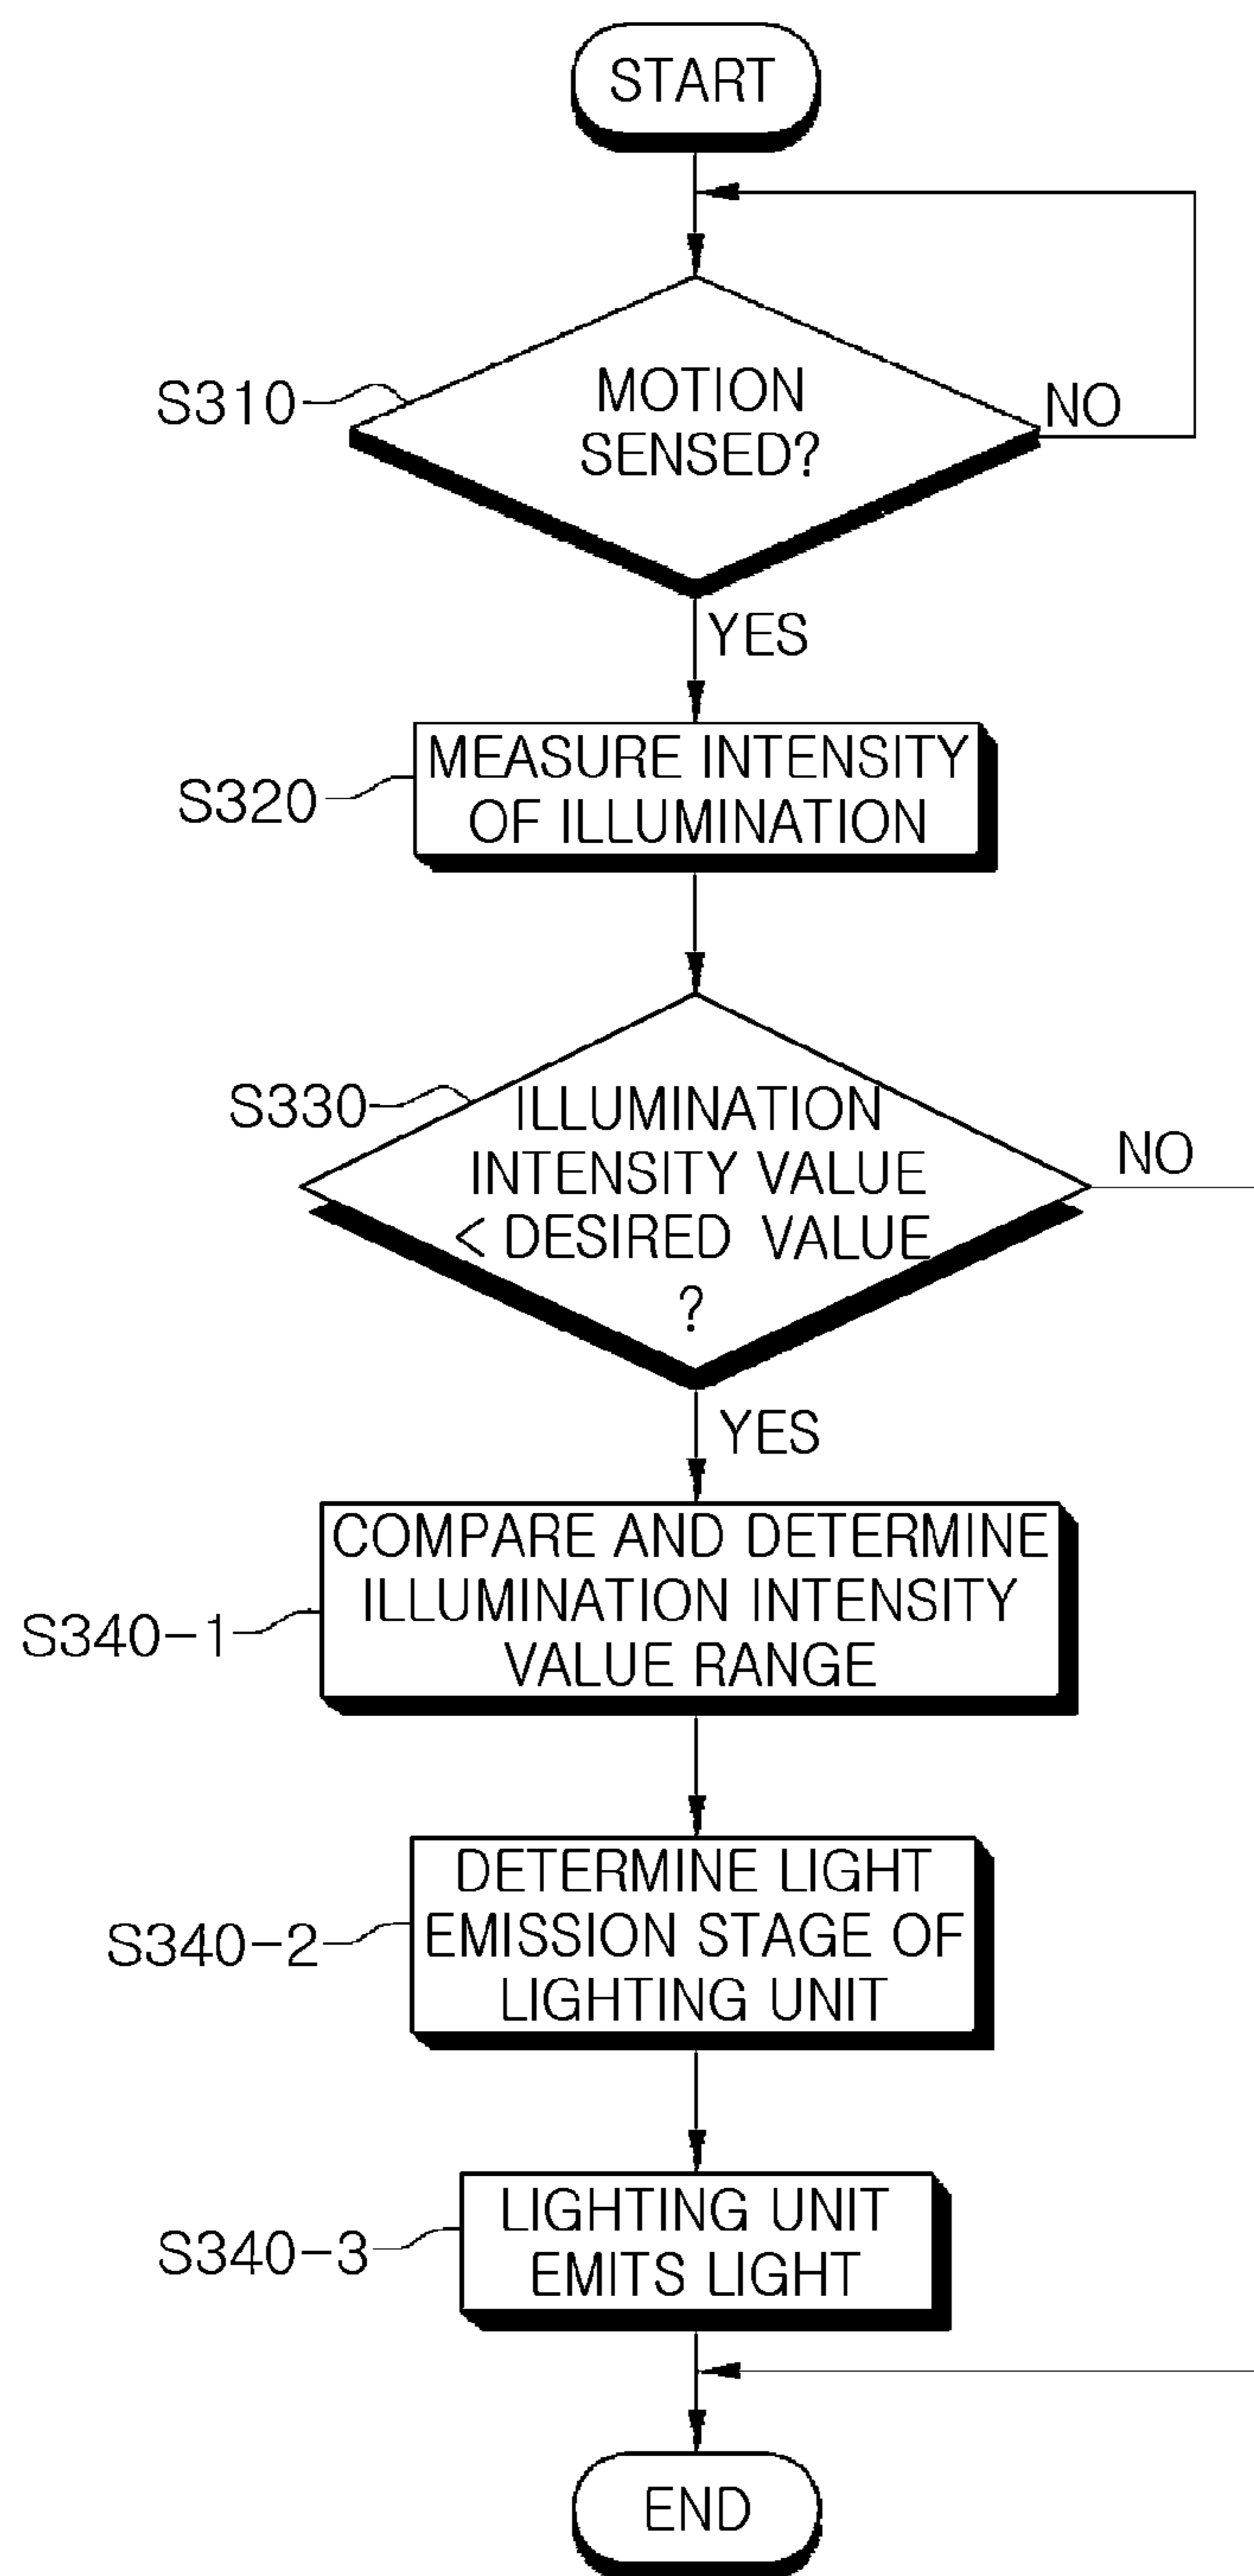 START
S310
MOTION
SENSED?
NO
YES
S320
MEASURE INTENSITY
OF ILLUMINATION
S330
ILLUMINATION
INTENSITY VALUE
< DESIRED VALUE
?
NO
YES
S340-1
COMPARE AND DETERMINE
ILLUMINATION INTENSITY
VALUE RANGE
S340-2
DETERMINE LIGHT
EMISSION STAGE OF
LIGHTING UNIT
S340-3
LIGHTING UNIT
EMITS LIGHT
END